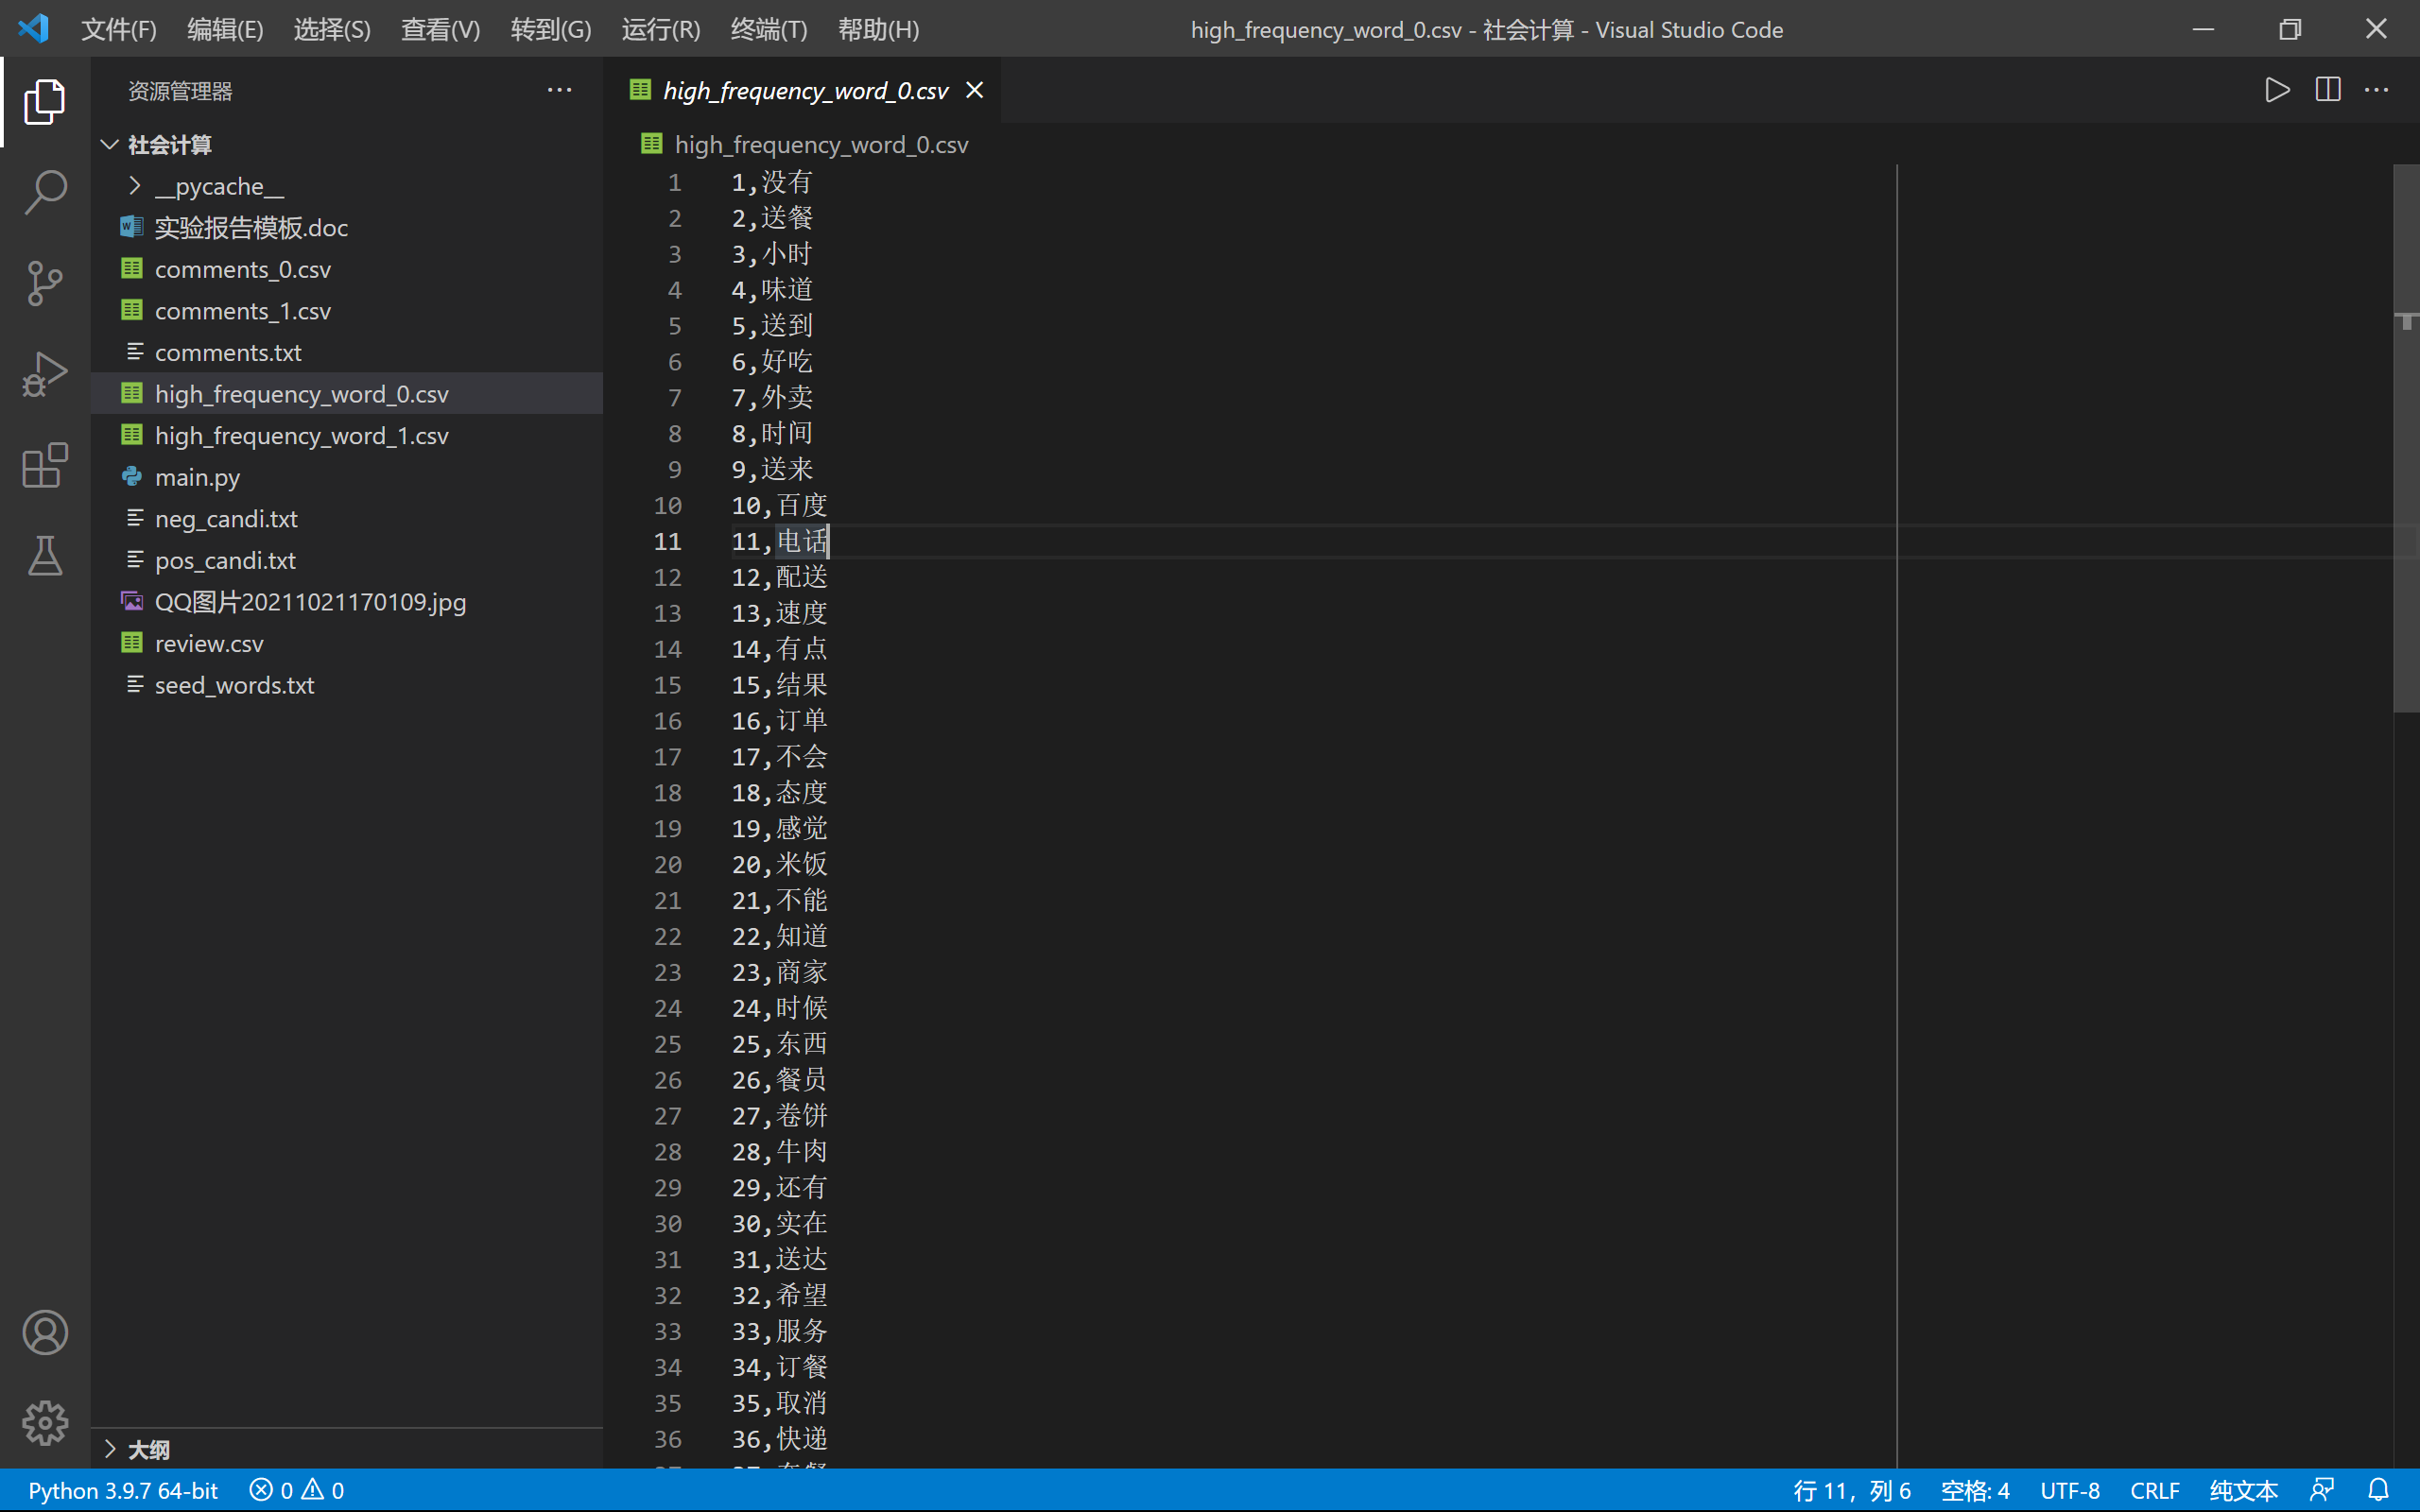 文件(F) 编辑(E) 选择(S) 查看(V) 转到(G) 运行(R) 终端(T) 帮助(H) high_frequency_word_0.csv - 社会计算 - Visual Studio Code
资源管理器
社会计算
__pycache__
实验报告模板.doc
comments_0.csv
comments_1.csv
comments.txt
high_frequency_word_0.csv
high_frequency_word_1.csv
main.py
neg_candi.txt
pos_candi.txt
QQ图片20211021170109.jpg
review.csv
seed_words.txt
大纲
high_frequency_word_0.csv
high_frequency_word_0.csv
1 1,没有
2 2,送餐
3 3,小时
4 4,味道
5 5,送到
6 6,好吃
7 7,外卖
8 8,时间
9 9,送来
10 10,百度
11 11,电话
12 12,配送
13 13,速度
14 14,有点
15 15,结果
16 16,订单
17 17,不会
18 18,态度
19 19,感觉
20 20,米饭
21 21,不能
22 22,知道
23 23,商家
24 24,时候
25 25,东西
26 26,餐员
27 27,卷饼
28 28,牛肉
29 29,还有
30 30,实在
31 31,送达
32 32,希望
33 33,服务
34 34,订餐
35 35,取消
36 36,快递
Python 3.9.7 64-bit 0 0 行 11，列 6 空格: 4 UTF-8 CRLF 纯文本